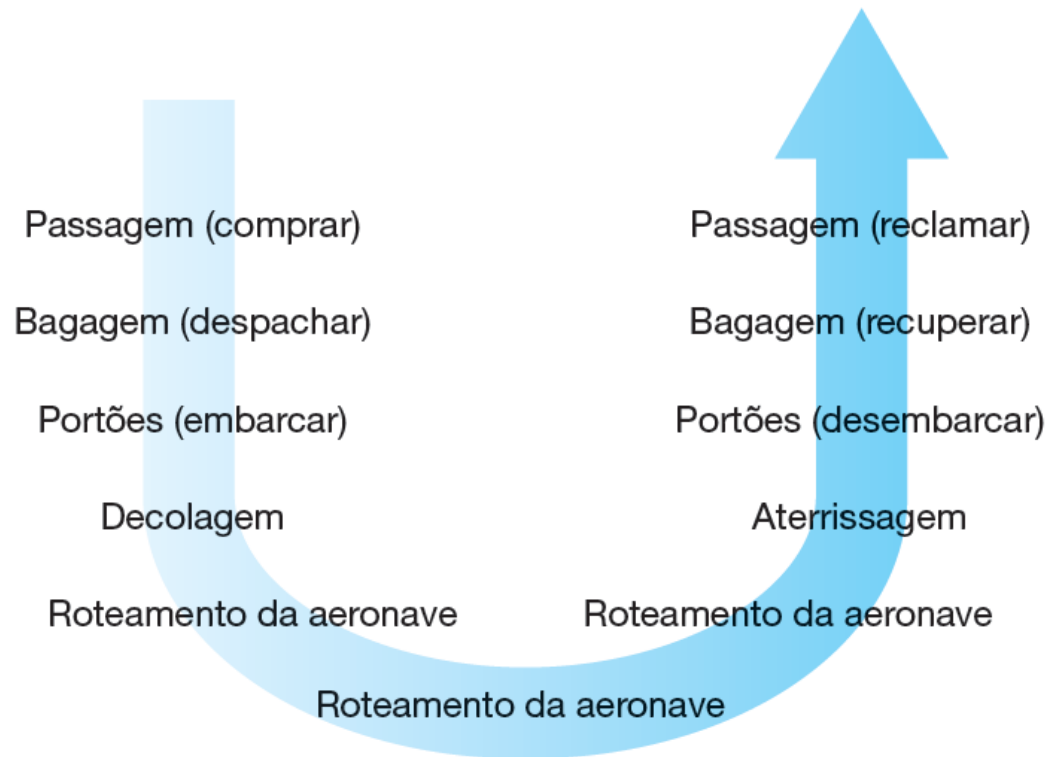 Passagem (comprar)
Bagagem (despachar)
Portões (embarcar)
Decolagem
Roteamento da aeronave
Roteamento da aeronave
Roteamento da aeronave
Aterrissagem
Portões (desembarcar)
Bagagem (recuperar)
Passagem (reclamar)